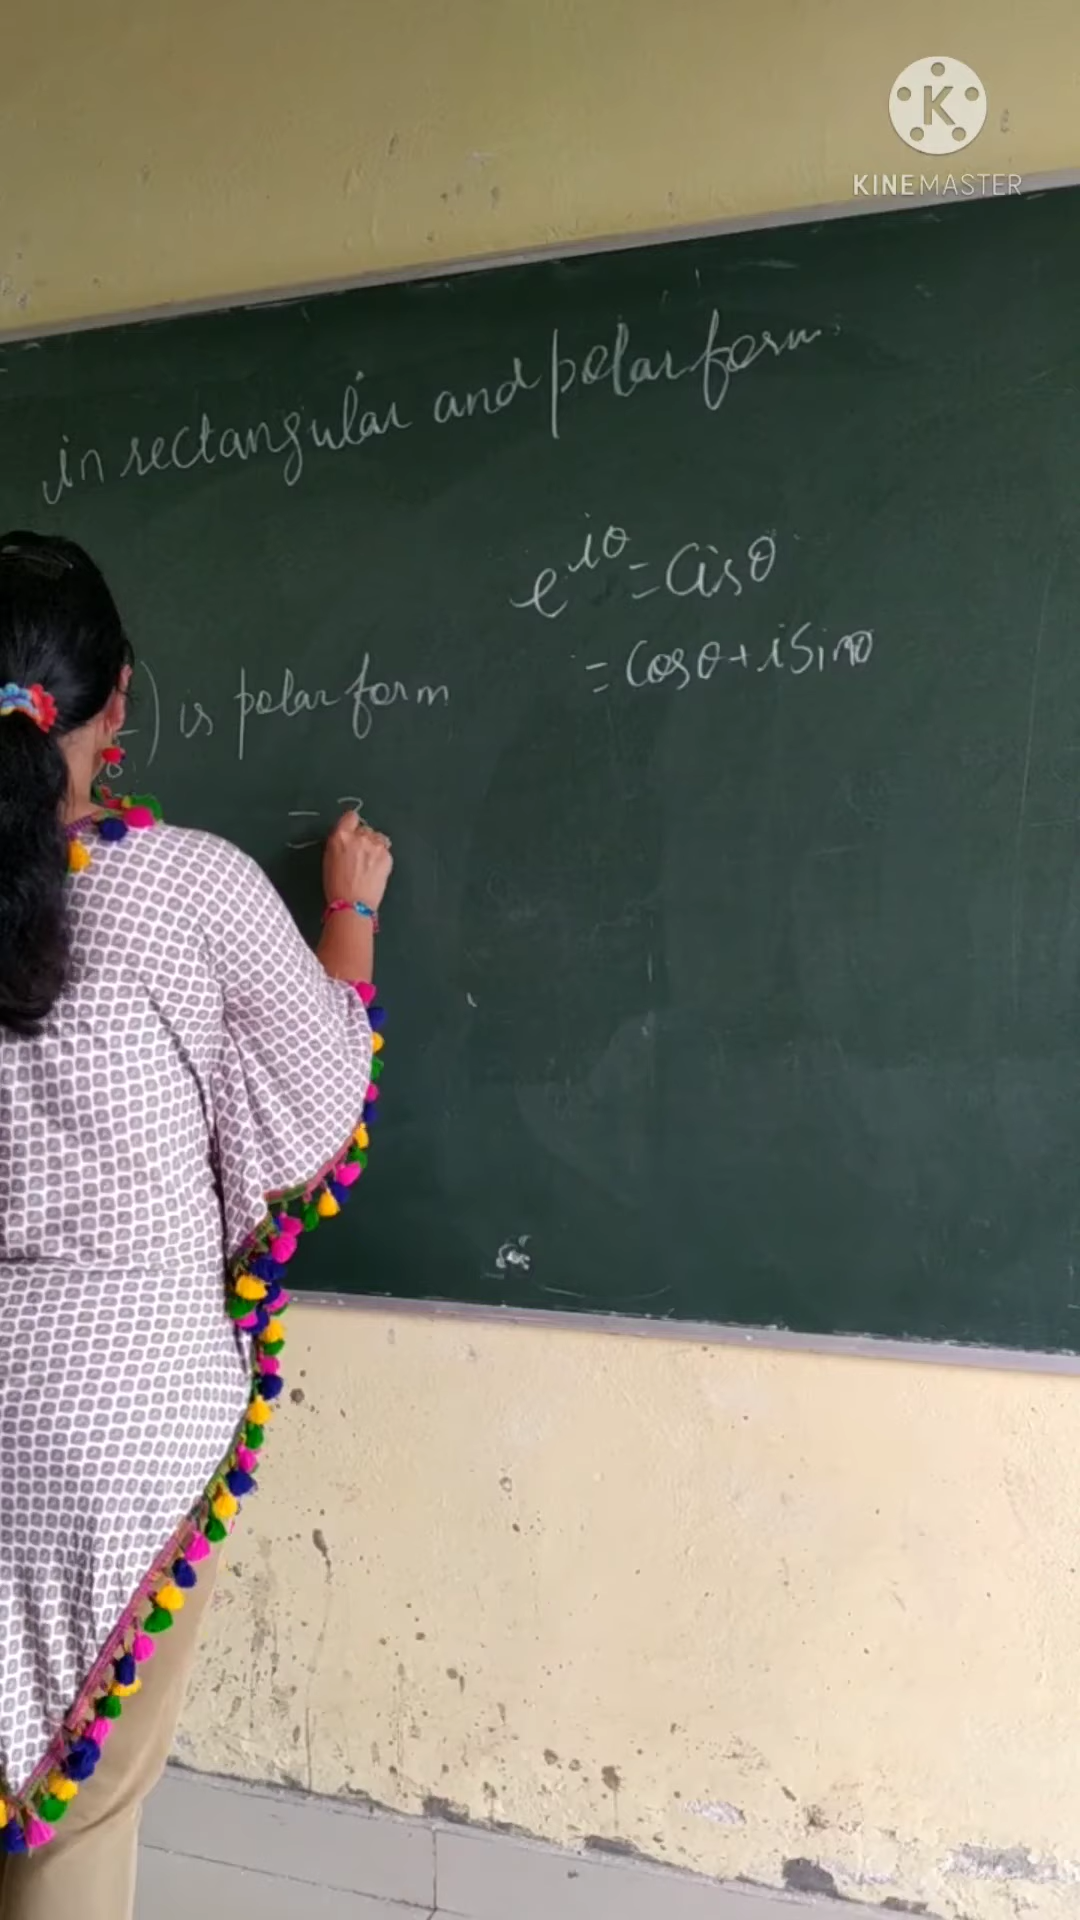 K
KINEMASTER
in rectangular and polar form.
e^iθ = Cisθ
= Cosθ + i Sinθ
) is polar form
=